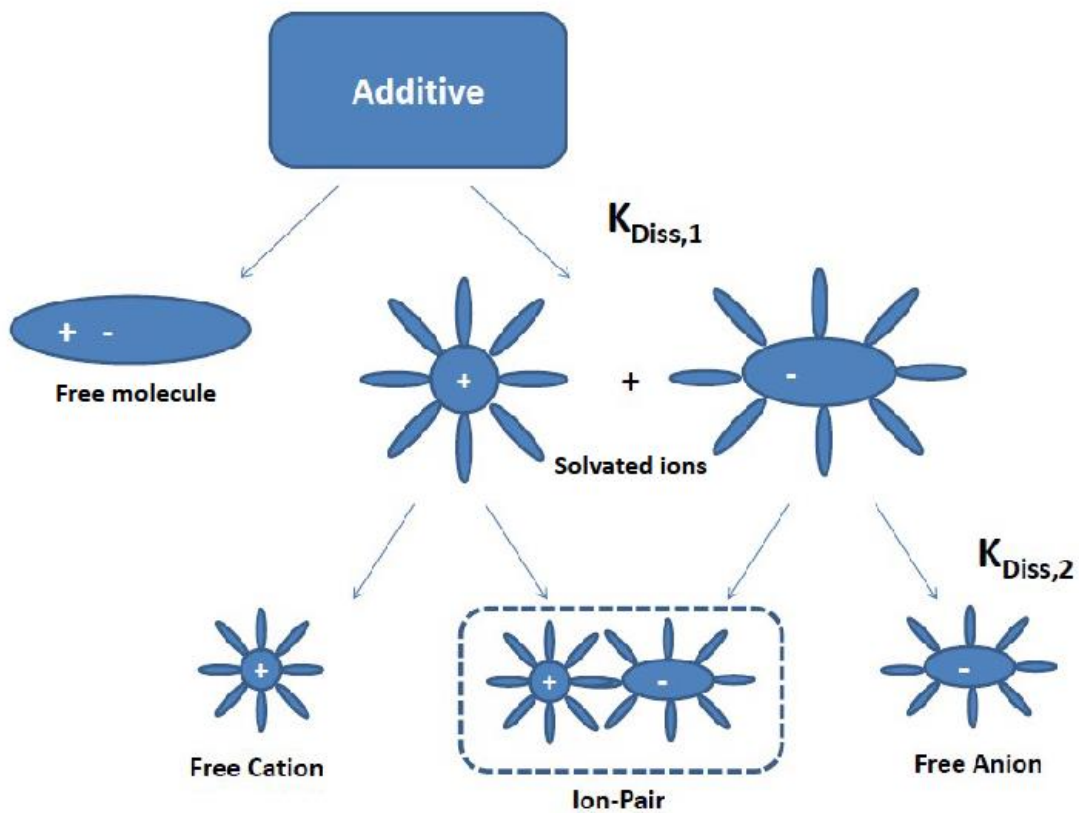 Additive
K_Diss,1
+ -
Free molecule
+
+
-
Solvated ions
K_Diss,2
+
+
-
-
Free Cation
Ion-Pair
Free Anion